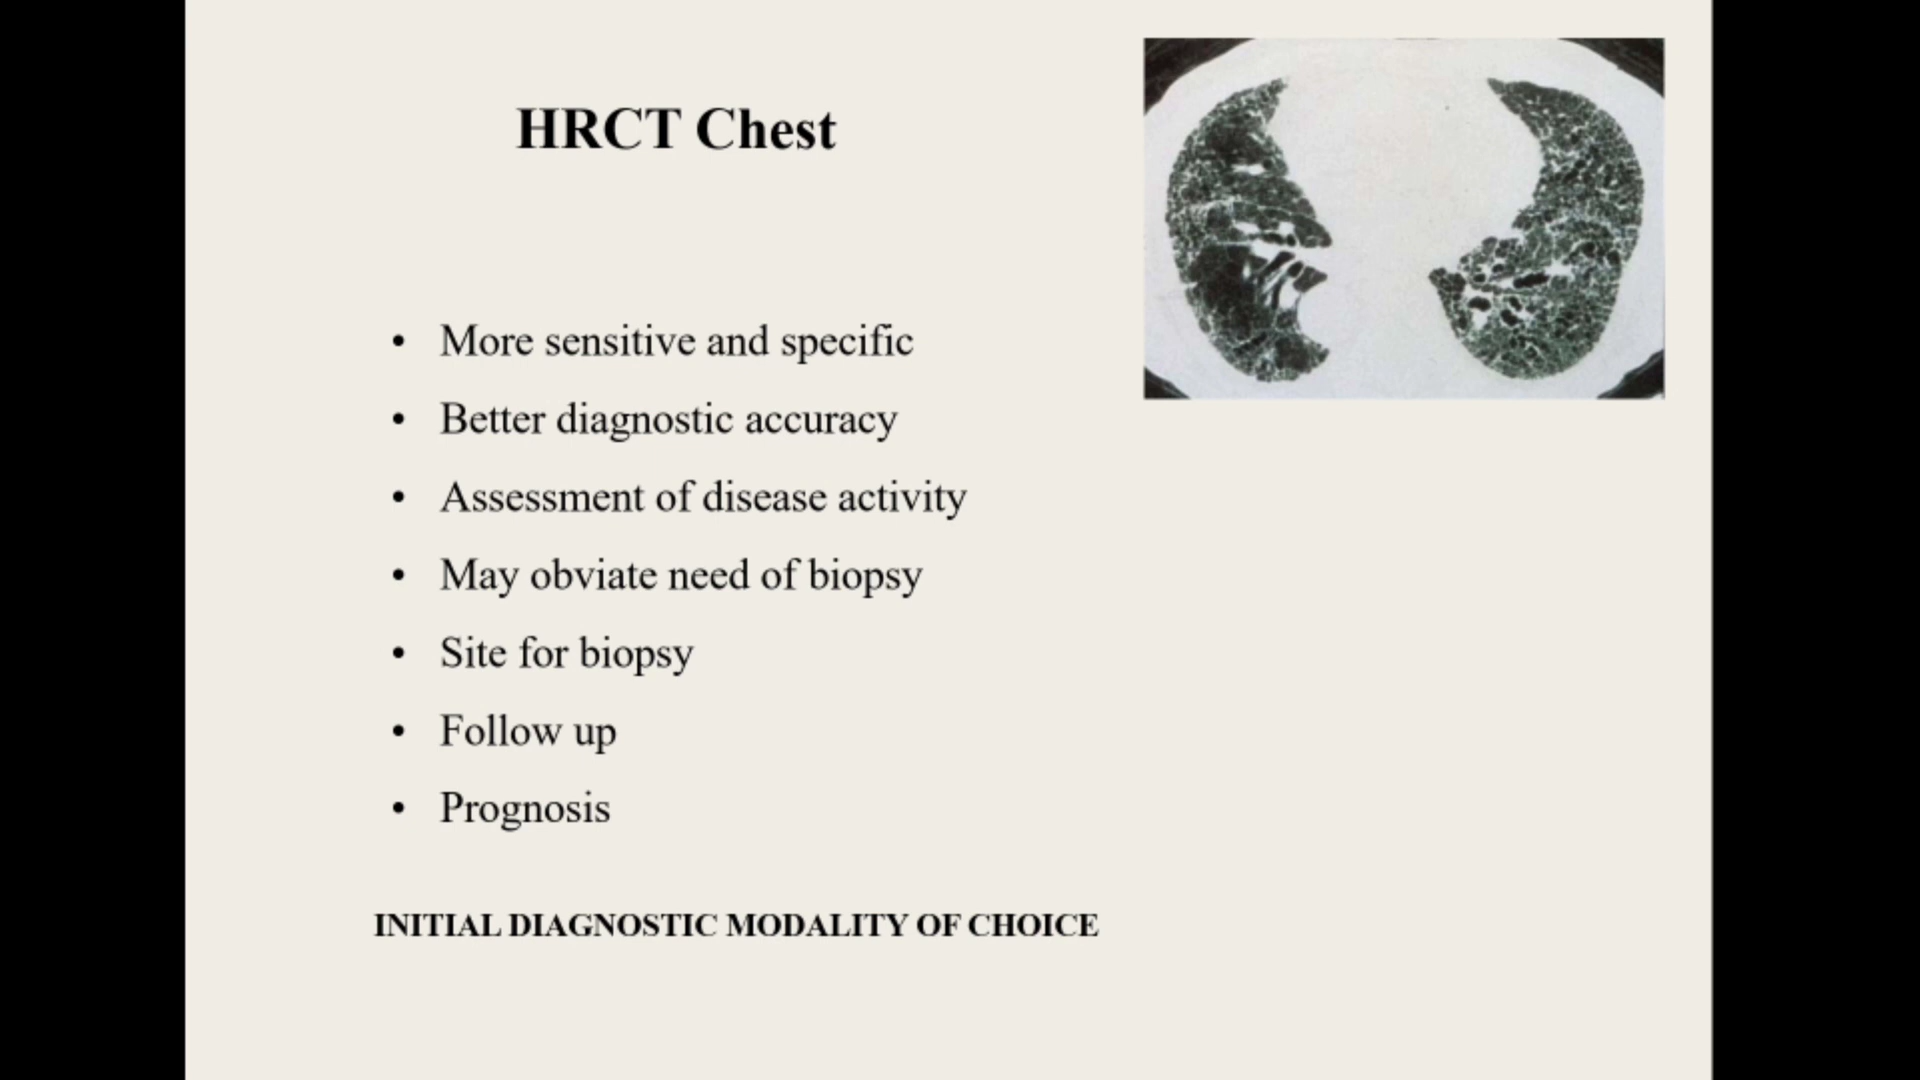 HRCT Chest
• More sensitive and specific
• Better diagnostic accuracy
• Assessment of disease activity
• May obviate need of biopsy
• Site for biopsy
• Follow up
• Prognosis
INITIAL DIAGNOSTIC MODALITY OF CHOICE